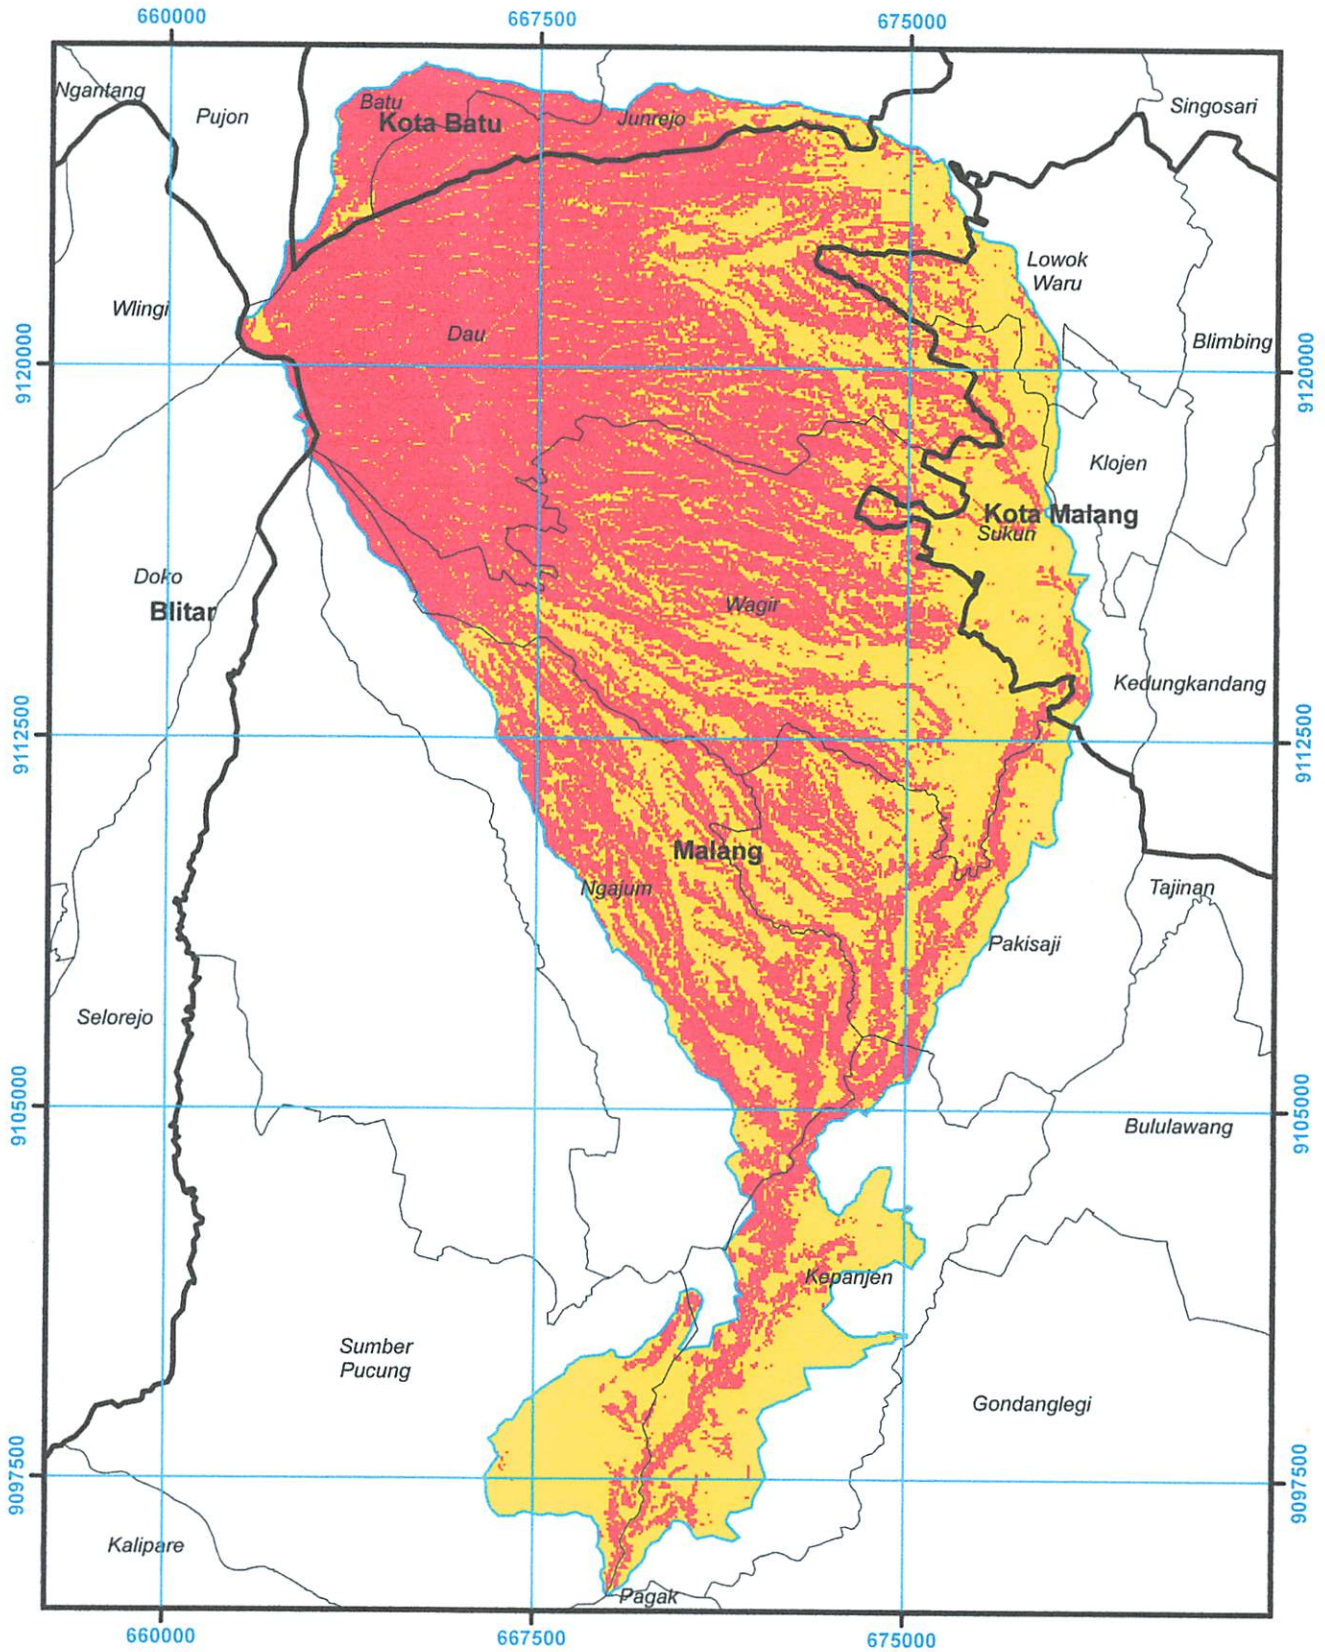 660000
667500
675000
Ngantang
Pujon
Batu
Kota Batu
Junrejo
Singosari
Lowok
Waru
Wlingi
Dau
Blimbing
9120000
9120000
Klojen
Kota Malang
Sukun
Doko
Blitar
Wagir
Kedungkandang
9112500
9112500
Malang
Ngajum
Tajinan
Pakisaji
Selorejo
9105000
9105000
Bululawang
Kepanjen
Sumber
Pucung
Gondanglegi
9097500
9097500
Kalipare
Pagak
660000
667500
675000